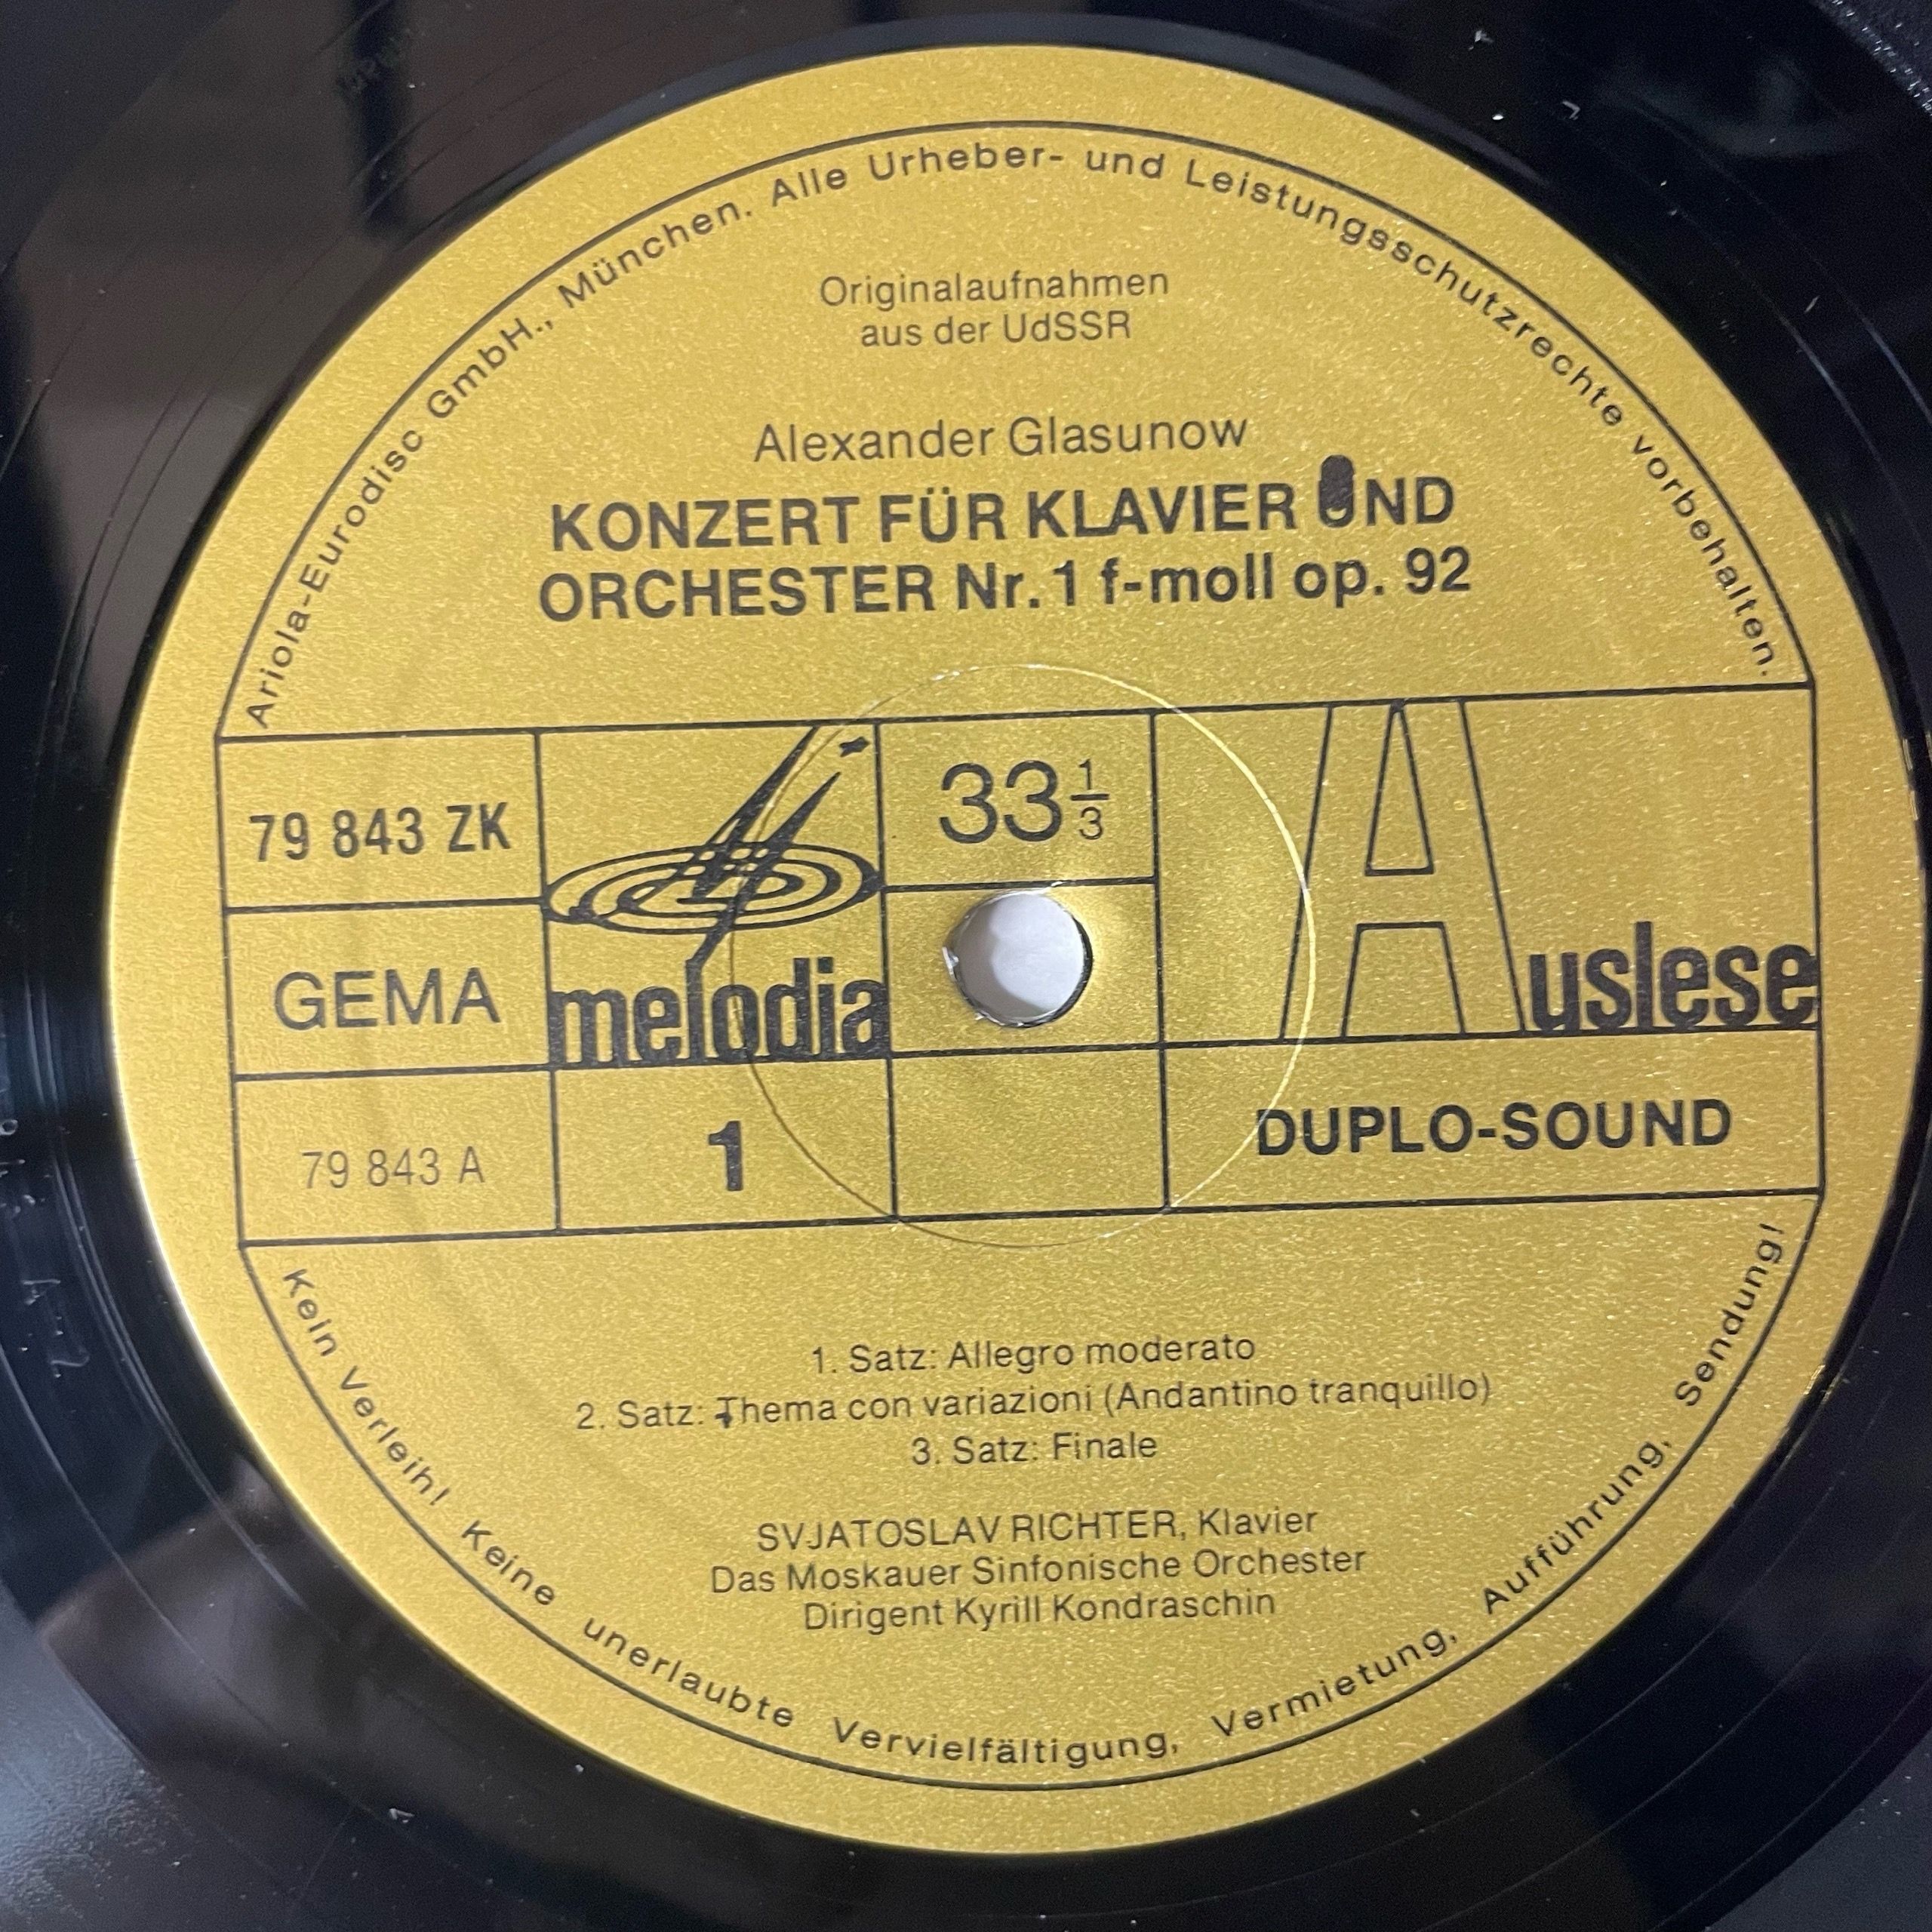 Ariola-Eurodisc GmbH., München. Alle Urheber- und Leistungsschutzrechte vorbehalten.
Originalaufnahmen
aus der UdSSR
Alexander Glasunow
KONZERT FÜR KLAVIER UND
ORCHESTER Nr. 1 f-moll op. 92
79 843 ZK
33 1/3
Auslese
GEMA
melodia
79 843 A
1
DUPLO-SOUND
1. Satz: Allegro moderato
2. Satz: Thema con variazioni (Andantino tranquillo)
3. Satz: Finale
SVJATOSLAV RICHTER, Klavier
Das Moskauer Sinfonische Orchester
Dirigent Kyrill Kondraschin
Kein Verleih! Keine unerlaubte Vervielfältigung, Vermietung, Aufführung, Sendung!